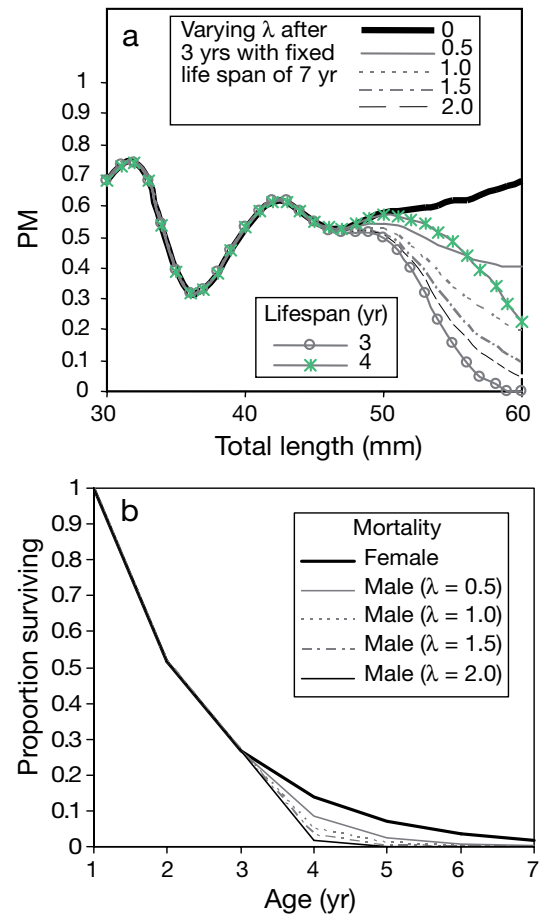 a
Varying λ after
3 yrs with fixed
life span of 7 yr
0
0.5
1.0
1.5
2.0
1
0.9
0.8
0.7
0.6
0.5
0.4
0.3
0.2
0.1
0
PM
Lifespan (yr)
3
4
30
40
50
60
Total length (mm)
b
Mortality
Female
Male (λ = 0.5)
Male (λ = 1.0)
Male (λ = 1.5)
Male (λ = 2.0)
1
0.9
0.8
0.7
0.6
0.5
0.4
0.3
0.2
0.1
0
Proportion surviving
1
2
3
4
5
6
7
Age (yr)